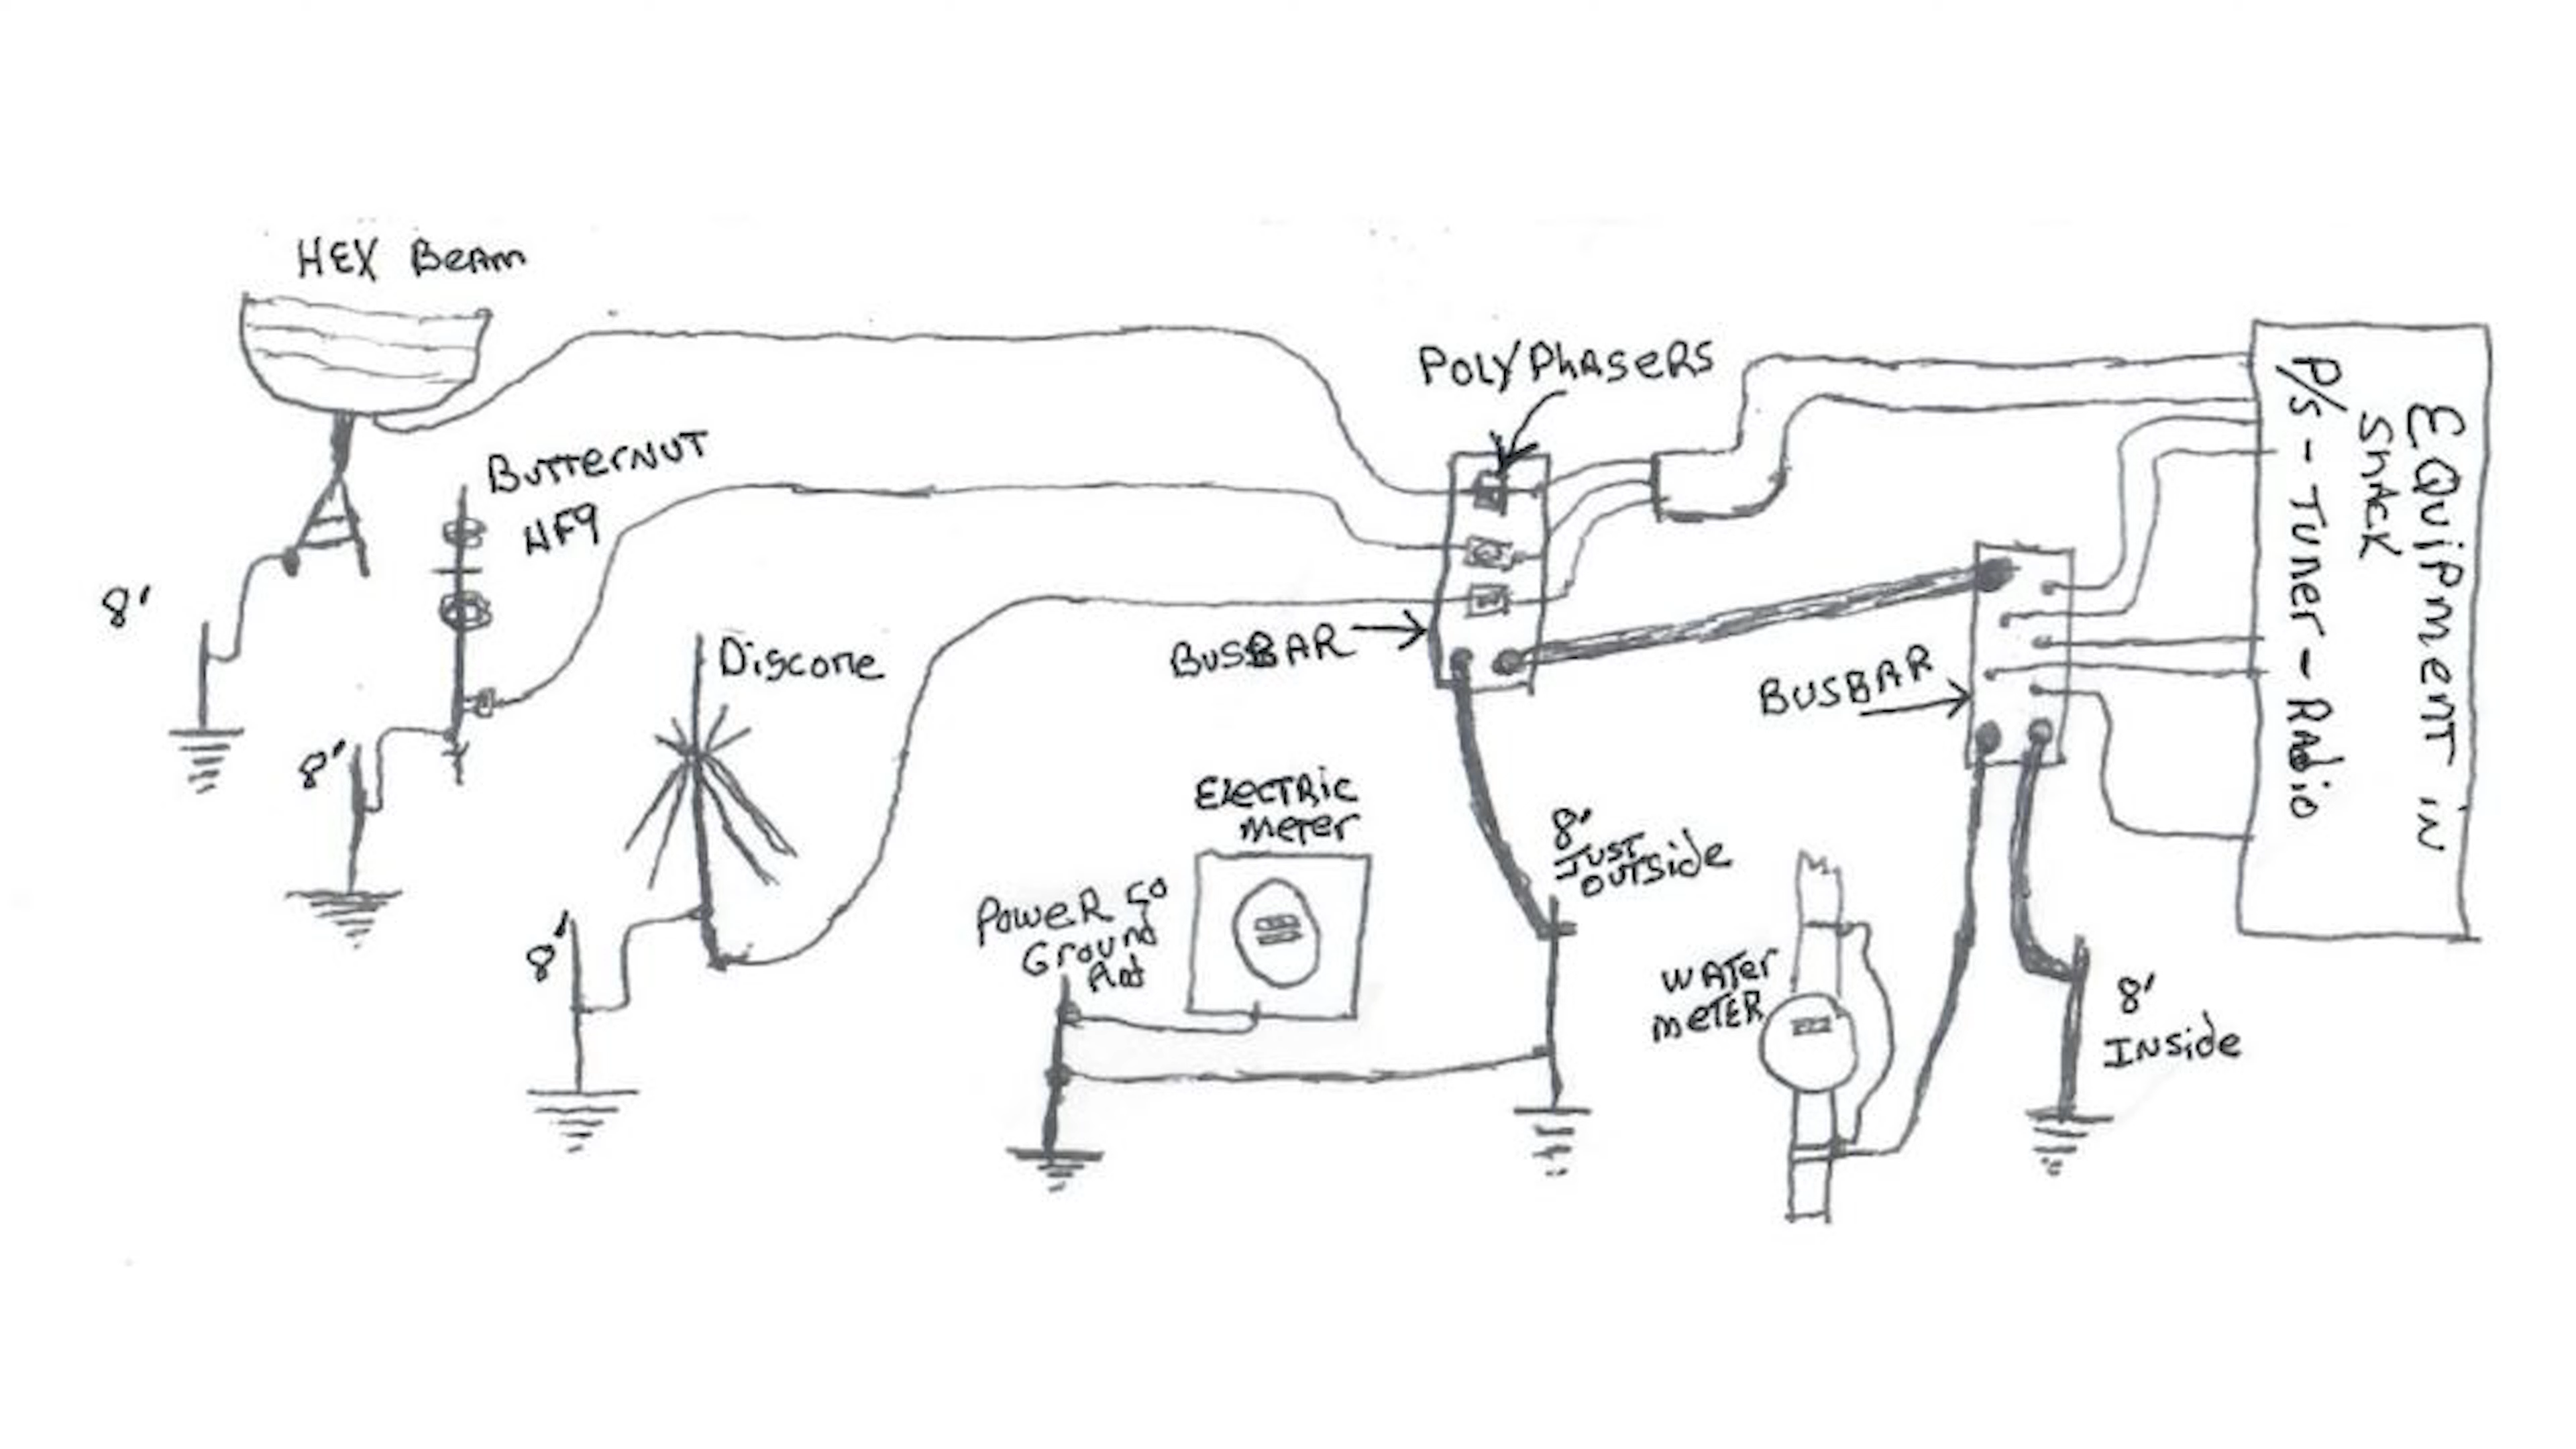 HEX Beam
Butternut
HF9
8'
8'
Discone
8'
PolyPhasers
BusBAR
Electric
meter
Power Co
Ground
Rod
8'
Just
Outside
BUSBAR
Water
meter
8'
Inside
P/s - Tuner - Radio
EQuipment in
Shack